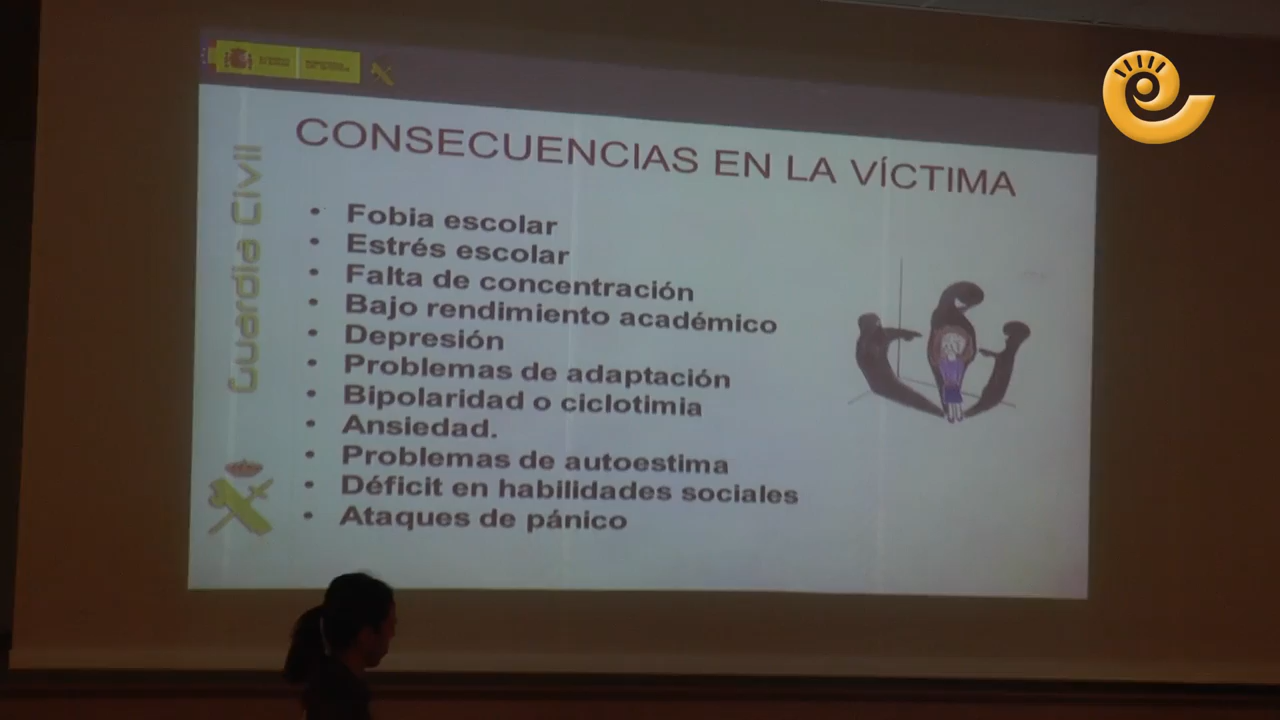 CONSECUENCIAS EN LA VÍCTIMA
Guardia Civil
• Fobia escolar
• Estrés escolar
• Falta de concentración
• Bajo rendimiento académico
• Depresión
• Problemas de adaptación
• Bipolaridad o ciclotimia
• Ansiedad.
• Problemas de autoestima
• Déficit en habilidades sociales
• Ataques de pánico